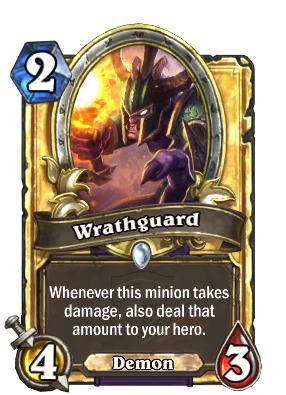 2
Wrathguard
Whenever this minion takes
damage, also deal that
amount to your hero.
4
Demon
3